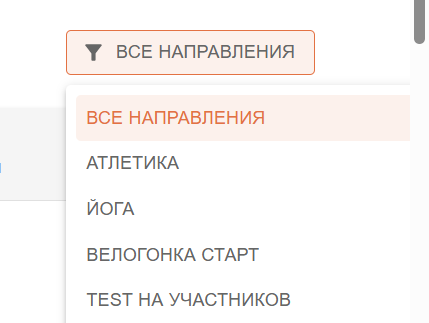 ВСЕ НАПРАВЛЕНИЯ
ВСЕ НАПРАВЛЕНИЯ
АТЛЕТИКА
ЙОГА
ВЕЛОГОНКА СТАРТ
TEST НА УЧАСТНИКОВ